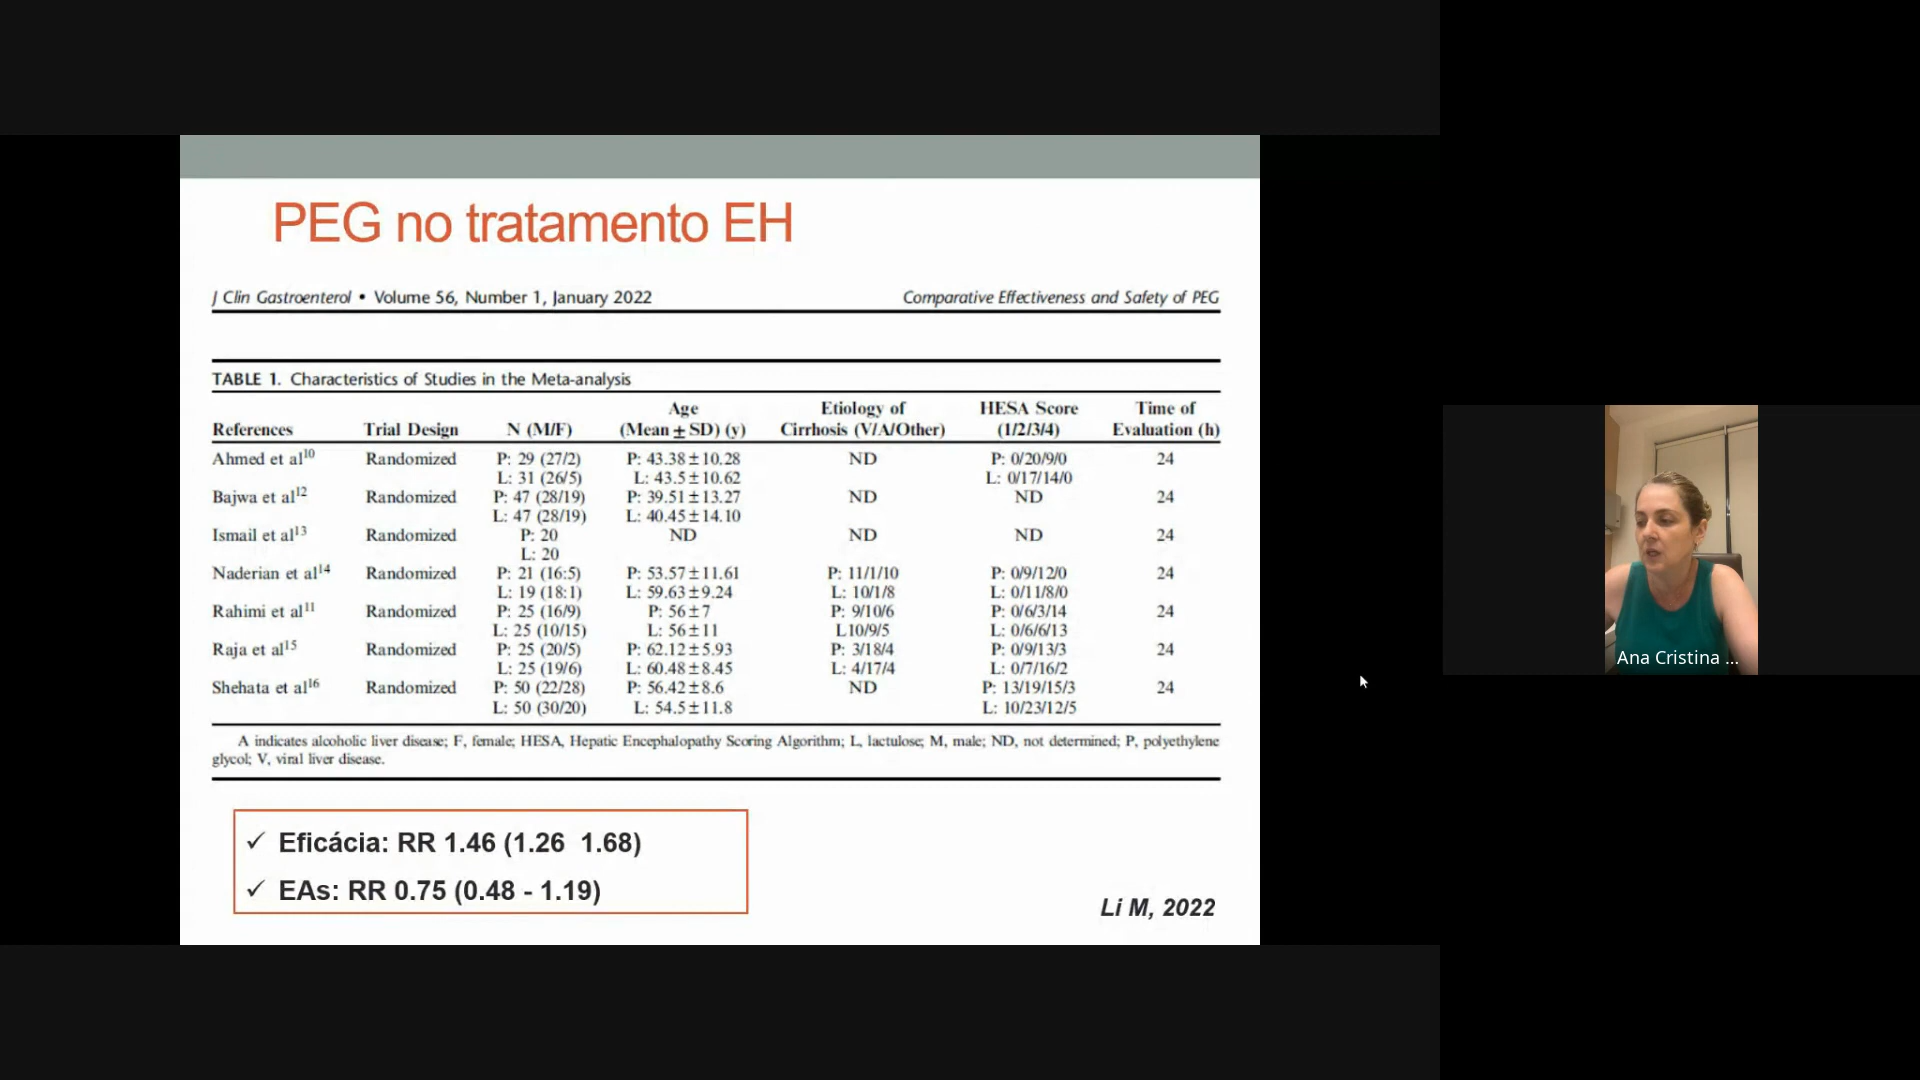 PEG no tratamento EH
J Clin Gastroenterol • Volume 56, Number 1, January 2022 Comparative Effectiveness and Safety of PEG
TABLE 1. Characteristics of Studies in the Meta-analysis
Age Etiology of HESA Score Time of
References Trial Design N (M/F) (Mean ± SD) (y) Cirrhosis (V/A/Other) (1/2/3/4) Evaluation (h)
Ahmed et al10 Randomized P: 29 (27/2) P: 43.38±10.28 ND P: 0/20/9/0 24
L: 31 (26/5) L: 43.5±10.62 L: 0/17/14/0
Bajwa et al12 Randomized P: 47 (28/19) P: 39.51±13.27 ND ND 24
L: 47 (28/19) L: 40.45±14.10
Ismail et al13 Randomized P: 20 ND ND ND 24
L: 20
Naderian et al14 Randomized P: 21 (16:5) P: 53.57±11.61 P: 11/1/10 P: 0/9/12/0 24
L: 19 (18:1) L: 59.63±9.24 L: 10/1/8 L: 0/11/8/0
Rahimi et al11 Randomized P: 25 (16/9) P: 56±7 P: 9/10/6 P: 0/6/3/14 24
L: 25 (10/15) L: 56±11 L10/9/5 L: 0/6/6/13
Raja et al15 Randomized P: 25 (20/5) P: 62.12±5.93 P: 3/18/4 P: 0/9/13/3 24
L: 25 (19/6) L: 60.48±8.45 L: 4/17/4 L: 0/7/16/2
Shehata et al16 Randomized P: 50 (22/28) P: 56.42±8.6 ND P: 13/19/15/3 24
L: 50 (30/20) L: 54.5±11.8 L: 10/23/12/5
A indicates alcoholic liver disease; F, female; HESA, Hepatic Encephalopathy Scoring Algorithm; L, lactulose; M, male; ND, not determined; P, polyethylene
glycol; V, viral liver disease.
✓ Eficácia: RR 1.46 (1.26 1.68)
✓ EAs: RR 0.75 (0.48 - 1.19)
Li M, 2022
Ana Cristina ...